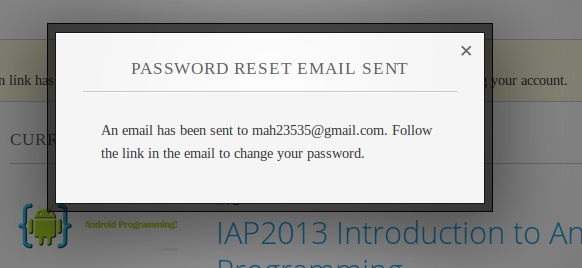 PASSWORD RESET EMAIL SENT
n link has
your account.
An email has been sent to mah23535@gmail.com. Follow
the link in the email to change your password.
CURR
Android Programming!
IAP2013 Introduction to An
Programming